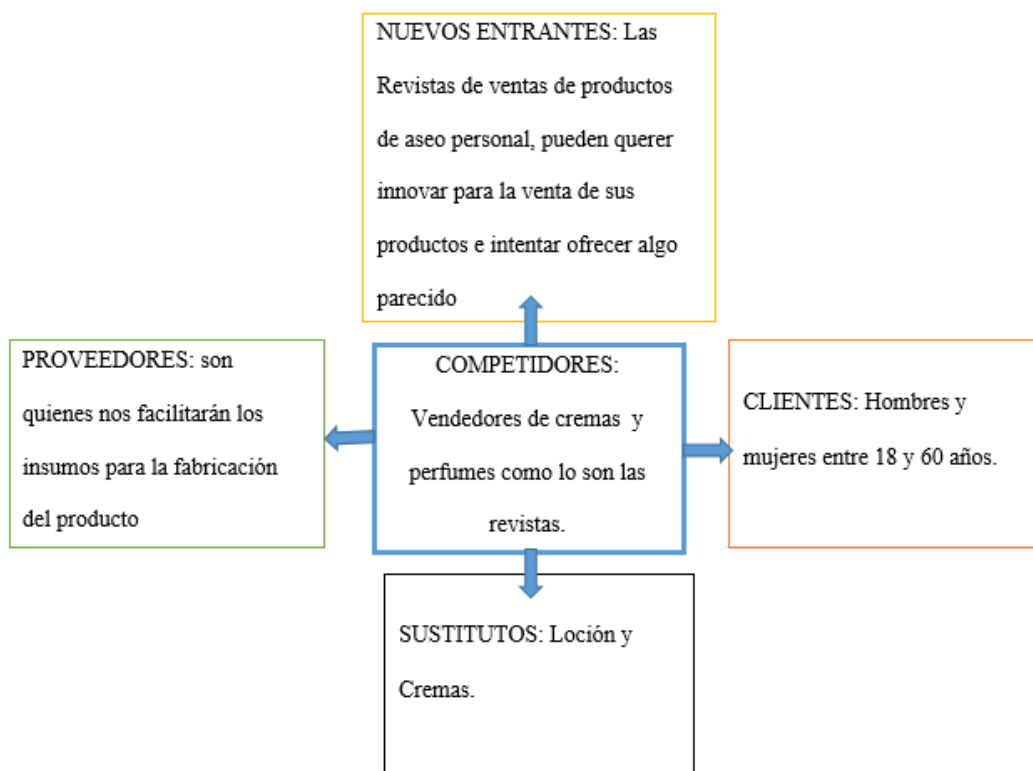 NUEVOS ENTRANTES: Las
Revistas de ventas de productos
de aseo personal, pueden querer
innovar para la venta de sus
productos e intentar ofrecer algo
parecido
PROVEEDORES: son
quienes nos facilitarán los
insumos para la fabricación
del producto
COMPETIDORES:
Vendedores de cremas y
perfumes como lo son las
revistas.
CLIENTES: Hombres y
mujeres entre 18 y 60 años.
SUSTITUTOS: Loción y
Cremas.